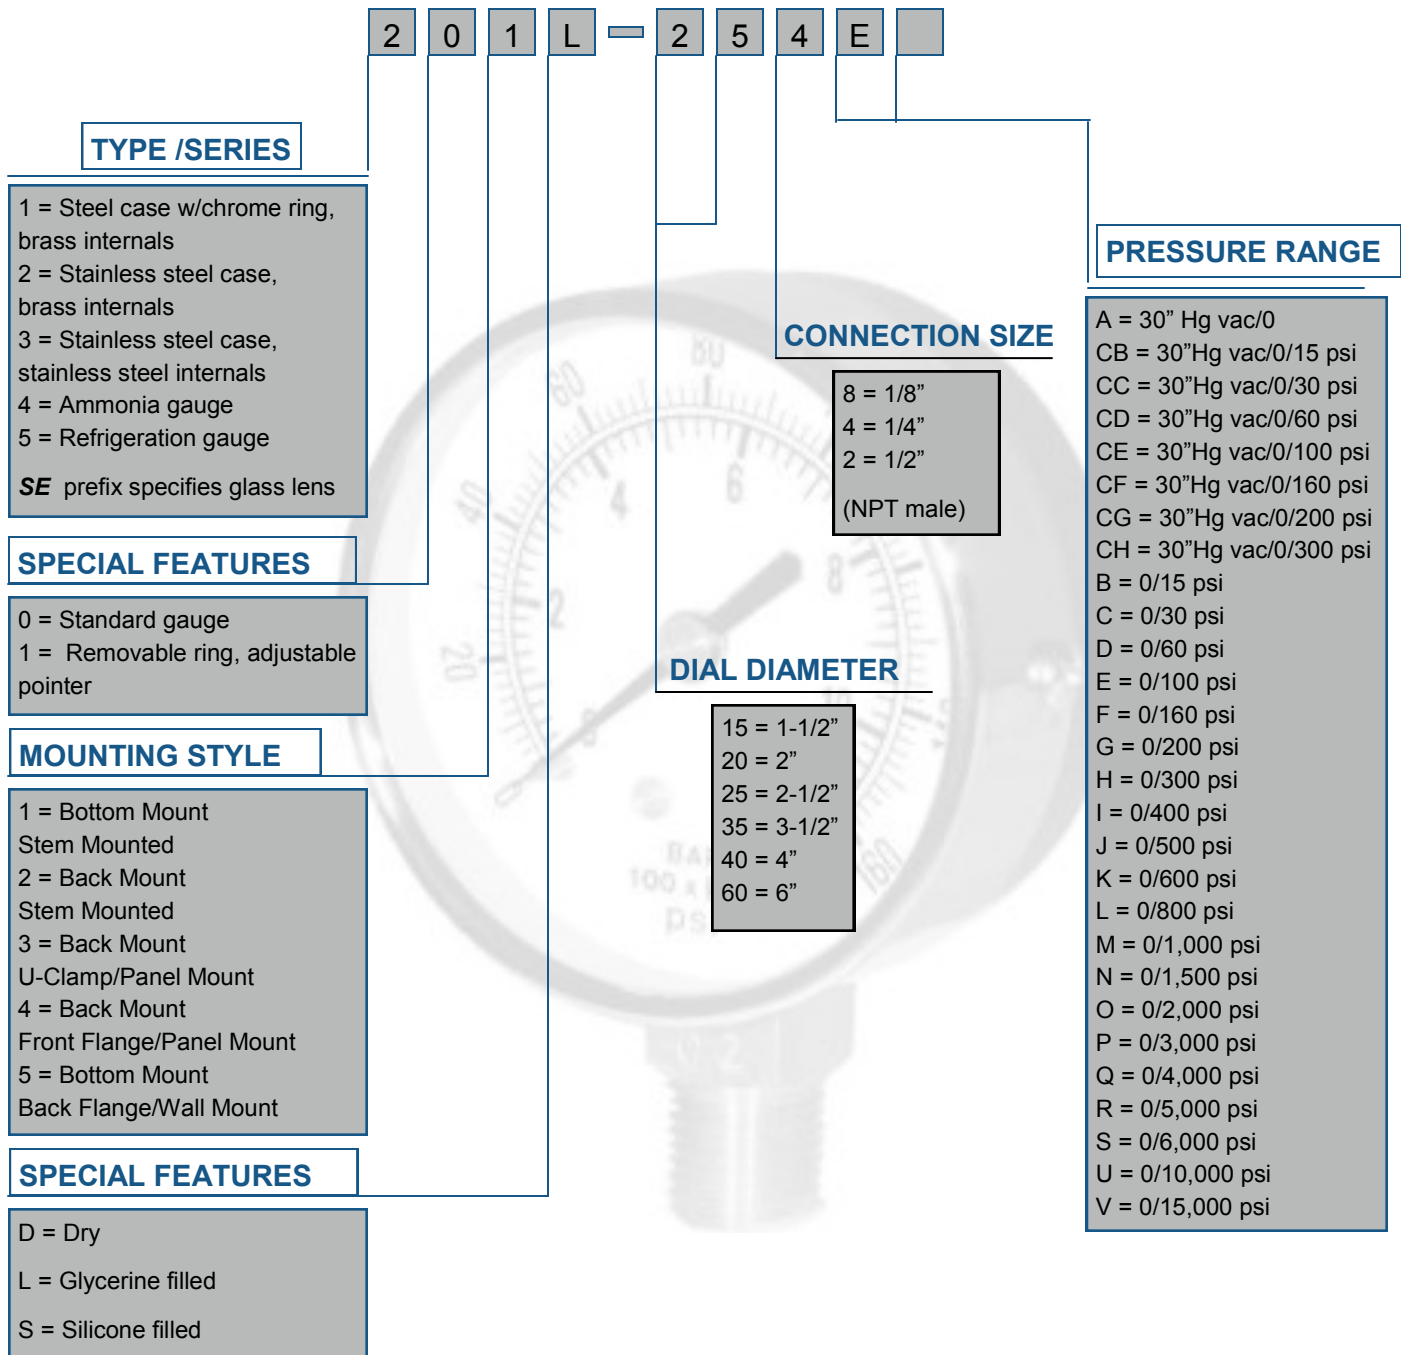 2 0 1 L - 2 5 4 E
TYPE /SERIES
1 = Steel case w/chrome ring,
brass internals
2 = Stainless steel case,
brass internals
3 = Stainless steel case,
stainless steel internals
4 = Ammonia gauge
5 = Refrigeration gauge
SE prefix specifies glass lens
SPECIAL FEATURES
0 = Standard gauge
1 =  Removable ring, adjustable
pointer
MOUNTING STYLE
1 = Bottom Mount
Stem Mounted
2 = Back Mount
Stem Mounted
3 = Back Mount
U-Clamp/Panel Mount
4 = Back Mount
Front Flange/Panel Mount
5 = Bottom Mount
Back Flange/Wall Mount
SPECIAL FEATURES
D = Dry
L = Glycerine filled
S = Silicone filled
DIAL DIAMETER
15 = 1-1/2”
20 = 2”
25 = 2-1/2”
35 = 3-1/2”
40 = 4”
60 = 6”
CONNECTION SIZE
8 = 1/8”
4 = 1/4”
2 = 1/2”
(NPT male)
PRESSURE RANGE
A = 30” Hg vac/0
CB = 30”Hg vac/0/15 psi
CC = 30”Hg vac/0/30 psi
CD = 30”Hg vac/0/60 psi
CE = 30”Hg vac/0/100 psi
CF = 30”Hg vac/0/160 psi
CG = 30”Hg vac/0/200 psi
CH = 30”Hg vac/0/300 psi
B = 0/15 psi
C = 0/30 psi
D = 0/60 psi
E = 0/100 psi
F = 0/160 psi
G = 0/200 psi
H = 0/300 psi
I = 0/400 psi
J = 0/500 psi
K = 0/600 psi
L = 0/800 psi
M = 0/1,000 psi
N = 0/1,500 psi
O = 0/2,000 psi
P = 0/3,000 psi
Q = 0/4,000 psi
R = 0/5,000 psi
S = 0/6,000 psi
U = 0/10,000 psi
V = 0/15,000 psi
0
20
40
60
80
160
2
4
6
8